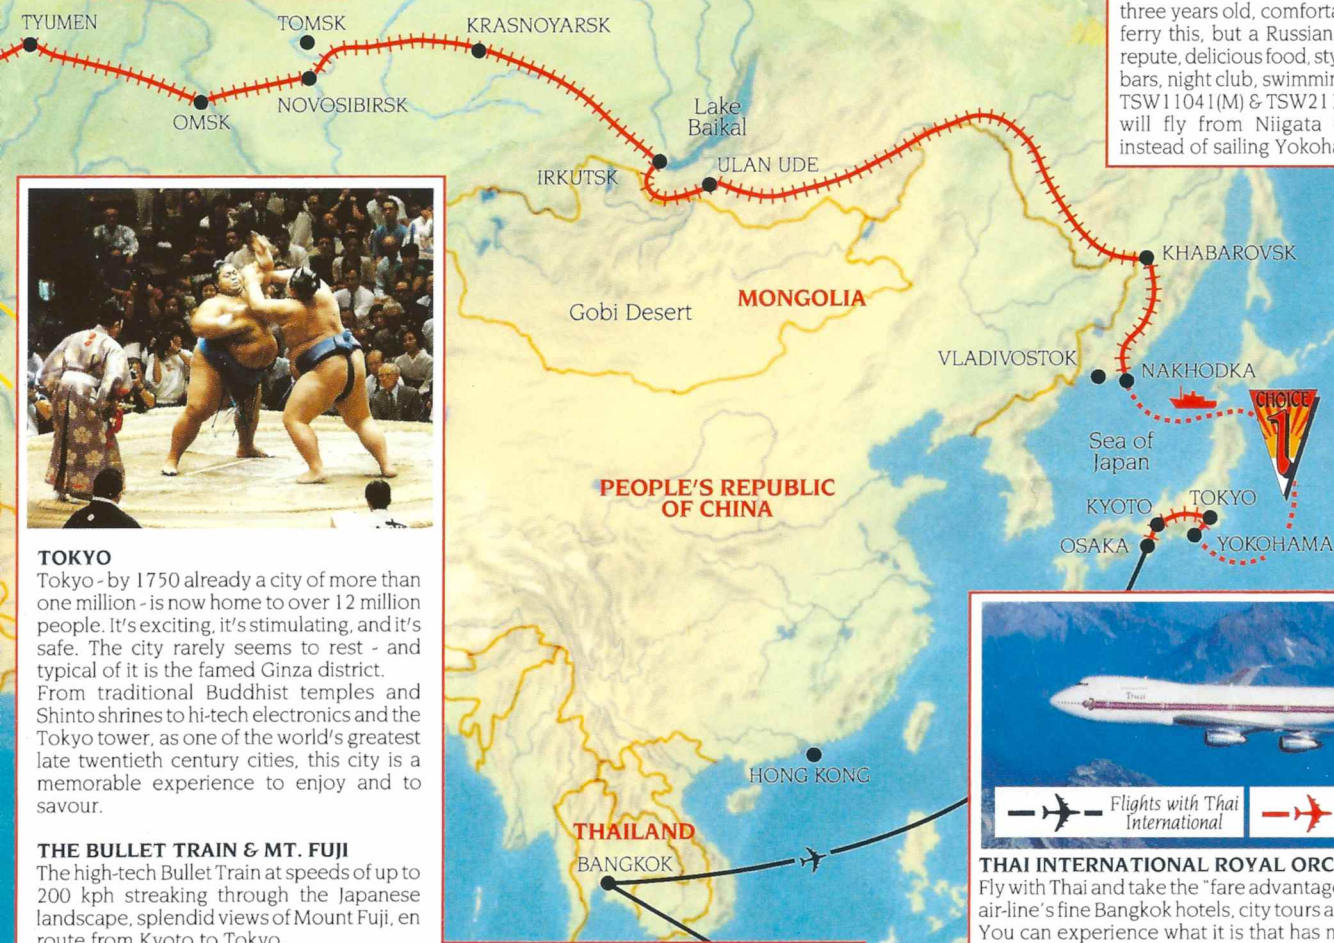 TYUMEN
TOMSK
KRASNOYARSK
OMSK
NOVOSIBIRSK
Lake
Baikal
IRKUTSK
ULAN UDE
KHABAROVSK
Gobi Desert
MONGOLIA
VLADIVOSTOK
NAKHODKA
CHOICE
1
Sea of
Japan
PEOPLE'S REPUBLIC
OF CHINA
KYOTO
TOKYO
OSAKA
YOKOHAMA
HONG KONG
THAILAND
BANGKOK
three years old,
ferry this, but a Russian
repute, delicious food,
bars, night club,
TSW11041(M) &
will fly from Niigata
instead of sailing
TOKYO
Tokyo - by 1750 already a city of more than
one million - is now home to over 12 million
people. It's exciting, it's stimulating, and it's
safe. The city rarely seems to rest - and
typical of it is the famed Ginza district.
From traditional Buddhist temples and
Shinto shrines to hi-tech electronics and the
Tokyo tower, as one of the world's greatest
late twentieth century cities, this city is a
memorable experience to enjoy and to
savour.
THE BULLET TRAIN & MT. FUJI
The high-tech Bullet Train at speeds of up to
200 kph streaking through the Japanese
landscape, splendid views of Mount Fuji, en
route from Kyoto to Tokyo.
Thai
Flights with Thai
International
THAI INTERNATIONAL ROYAL
Fly with Thai and take the "fare
air-line's fine Bangkok hotels, city tours
You can experience what it is that has